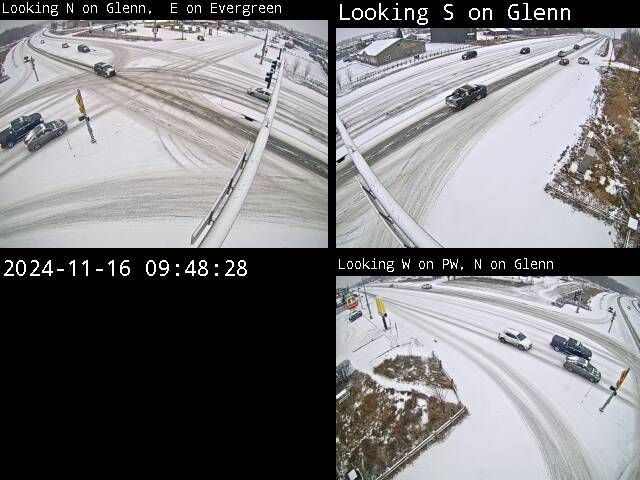 Looking N on Glenn, E on Evergreen
Looking S on Glenn
2024-11-16 09:48:28
Looking W on PW, N on Glenn